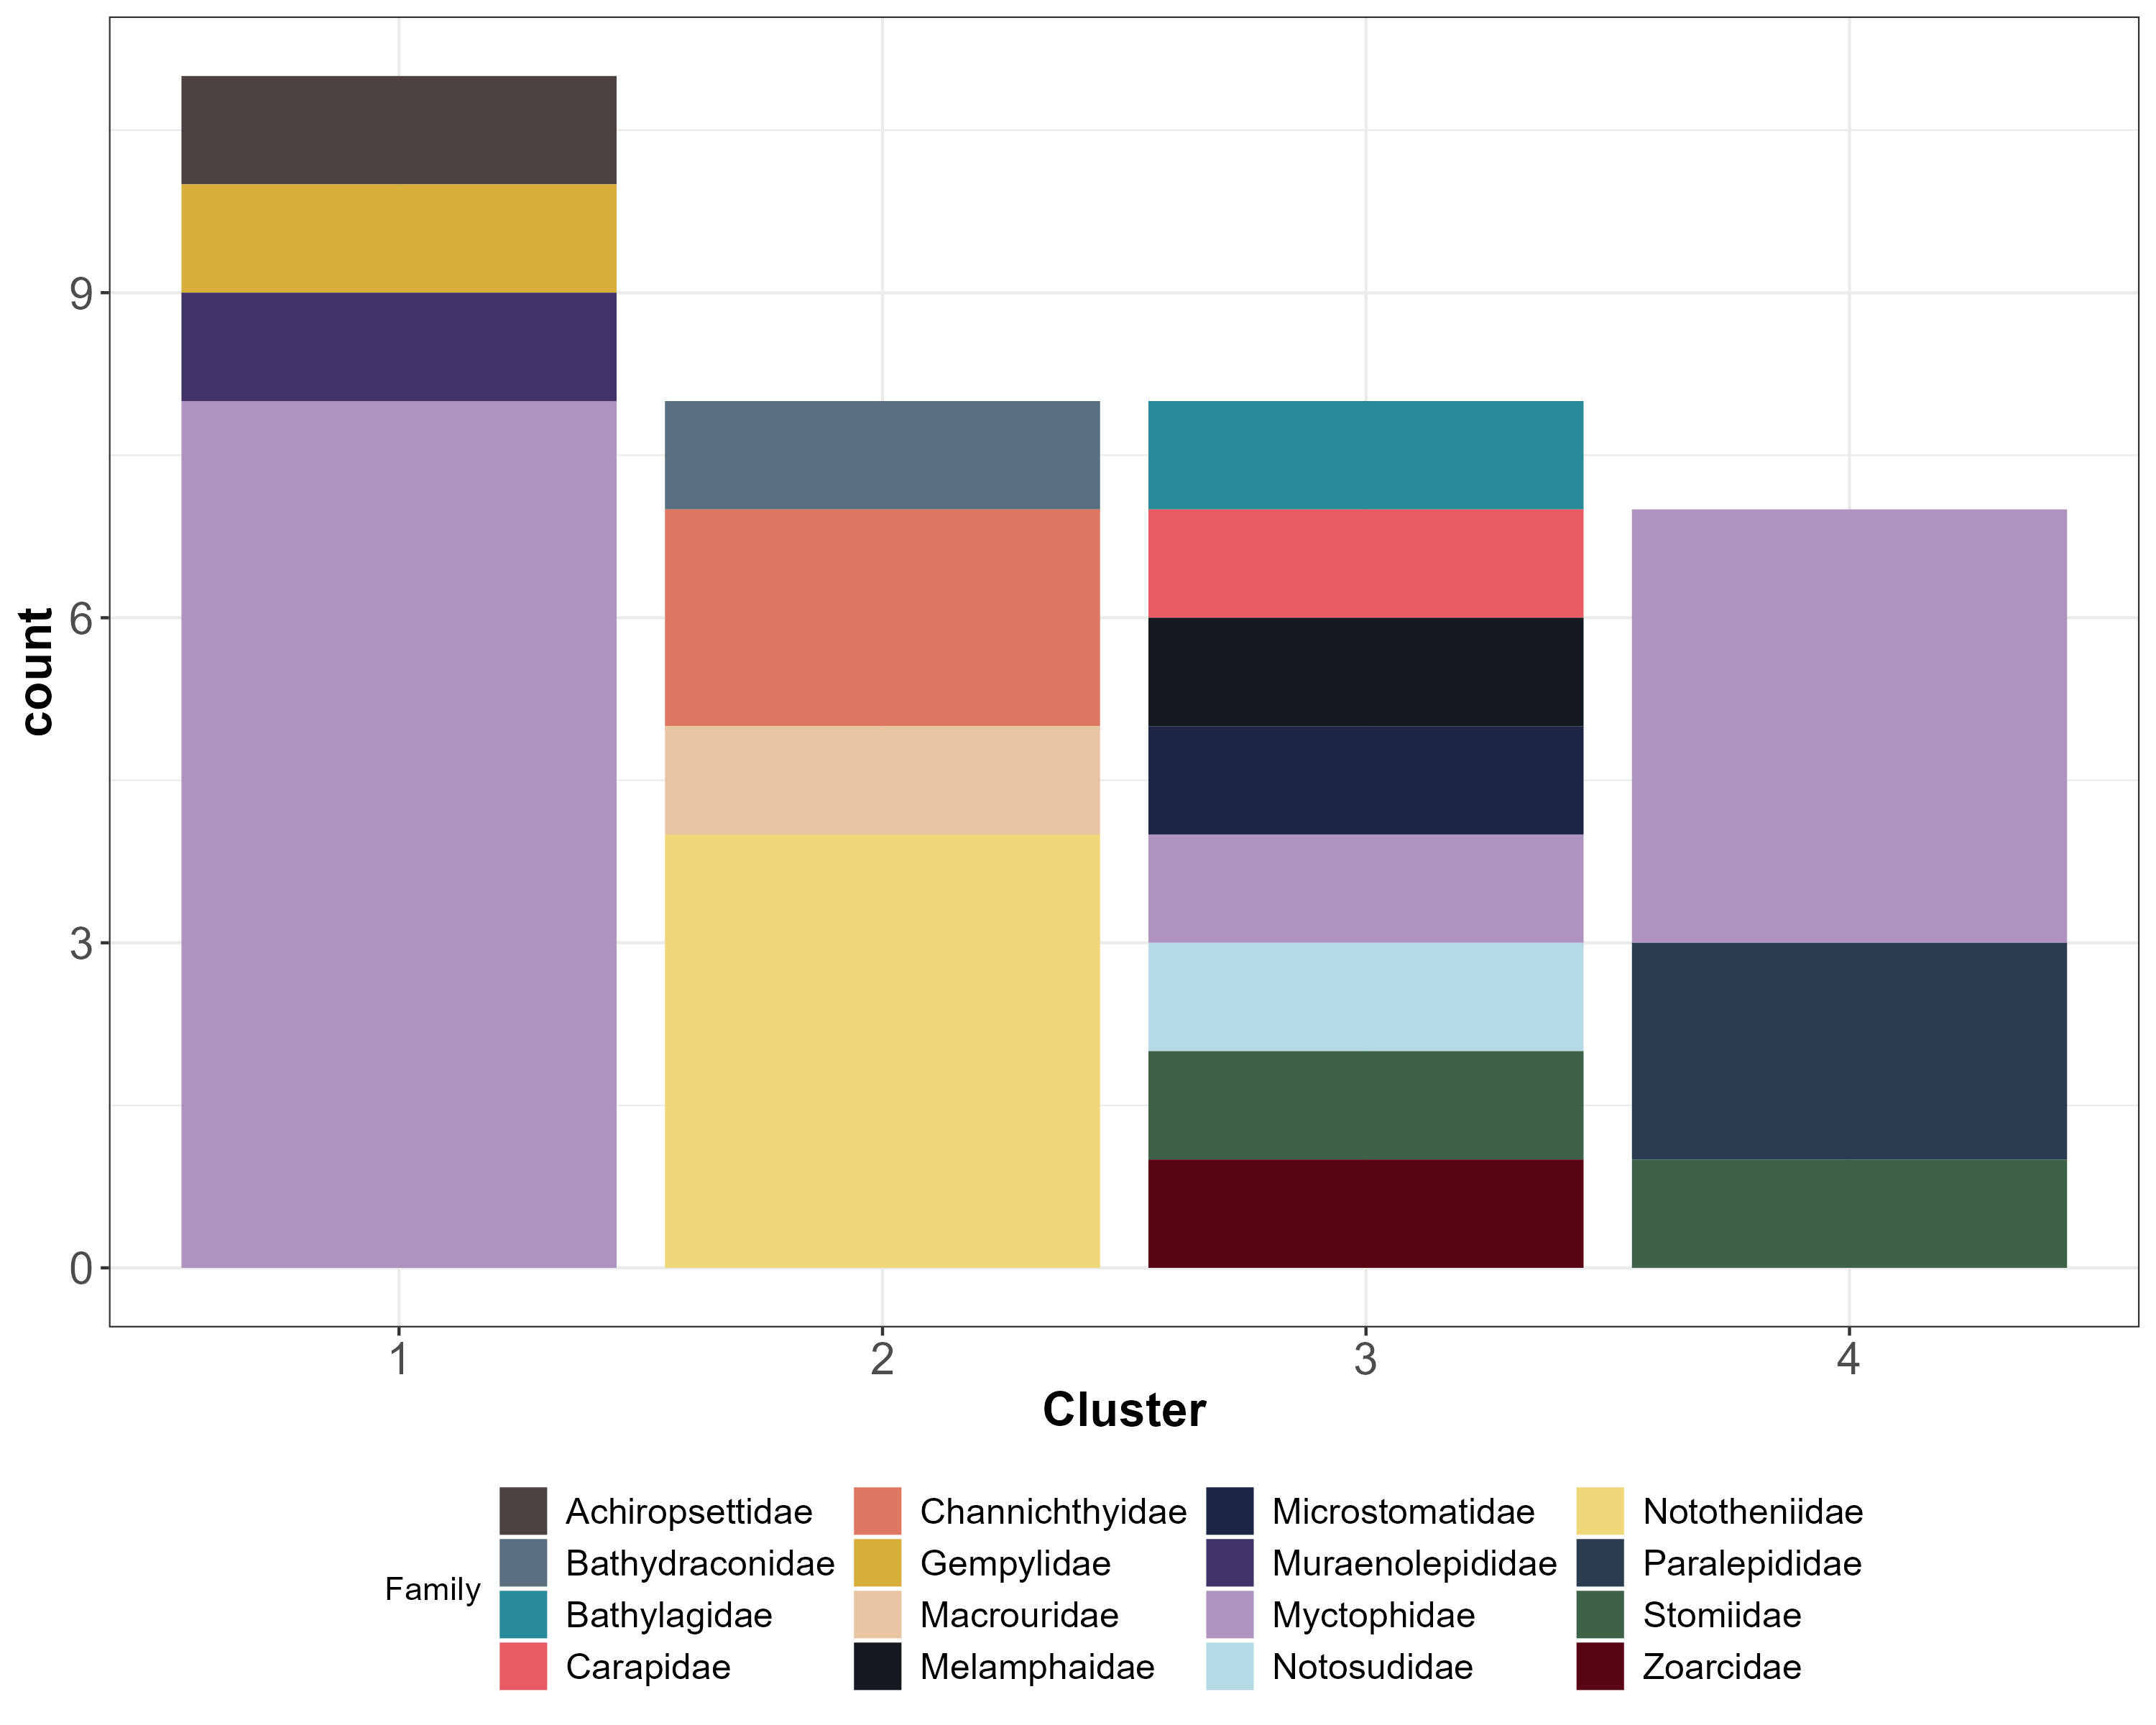 9
6
3
0
count
1 2 3 4
Cluster
Family
Achiropsettidae Channichthyidae Microstomatidae Nototheniidae
Bathydraconidae Gempylidae Muraenolepididae Paralepididae
Bathylagidae Macrouridae Myctophidae Stomiidae
Carapidae Melamphaidae Notosudidae Zoarcidae